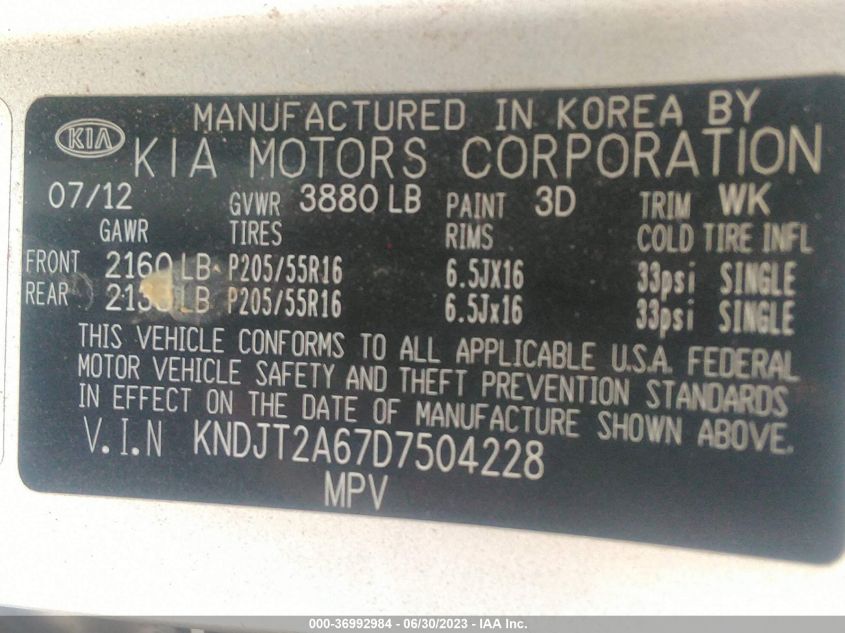 MANUFACTURED IN KOREA BY
KIA KIA MOTORS CORPORATION
07/12 GVWR 3880 LB PAINT 3D TRIM WK
GAWR TIRES RIMS COLD TIRE INFL
FRONT 2160 LB P205/55R16 6.5JX16 33psi SINGLE
REAR LB P205/55R16 6.5Jx16 33psi SINGLE
THIS VEHICLE CONFORMS TO ALL APPLICABLE U.S.A. FEDERAL
MOTOR VEHICLE SAFETY AND THEFT PREVENTION STANDARDS
IN EFFECT ON THE DATE OF MANUFACTURE SHOWN ABOVE.
V.I.N KNDJT2A67D7504228
MPV
000-36992984 - 06/30/2023 - IAA Inc.